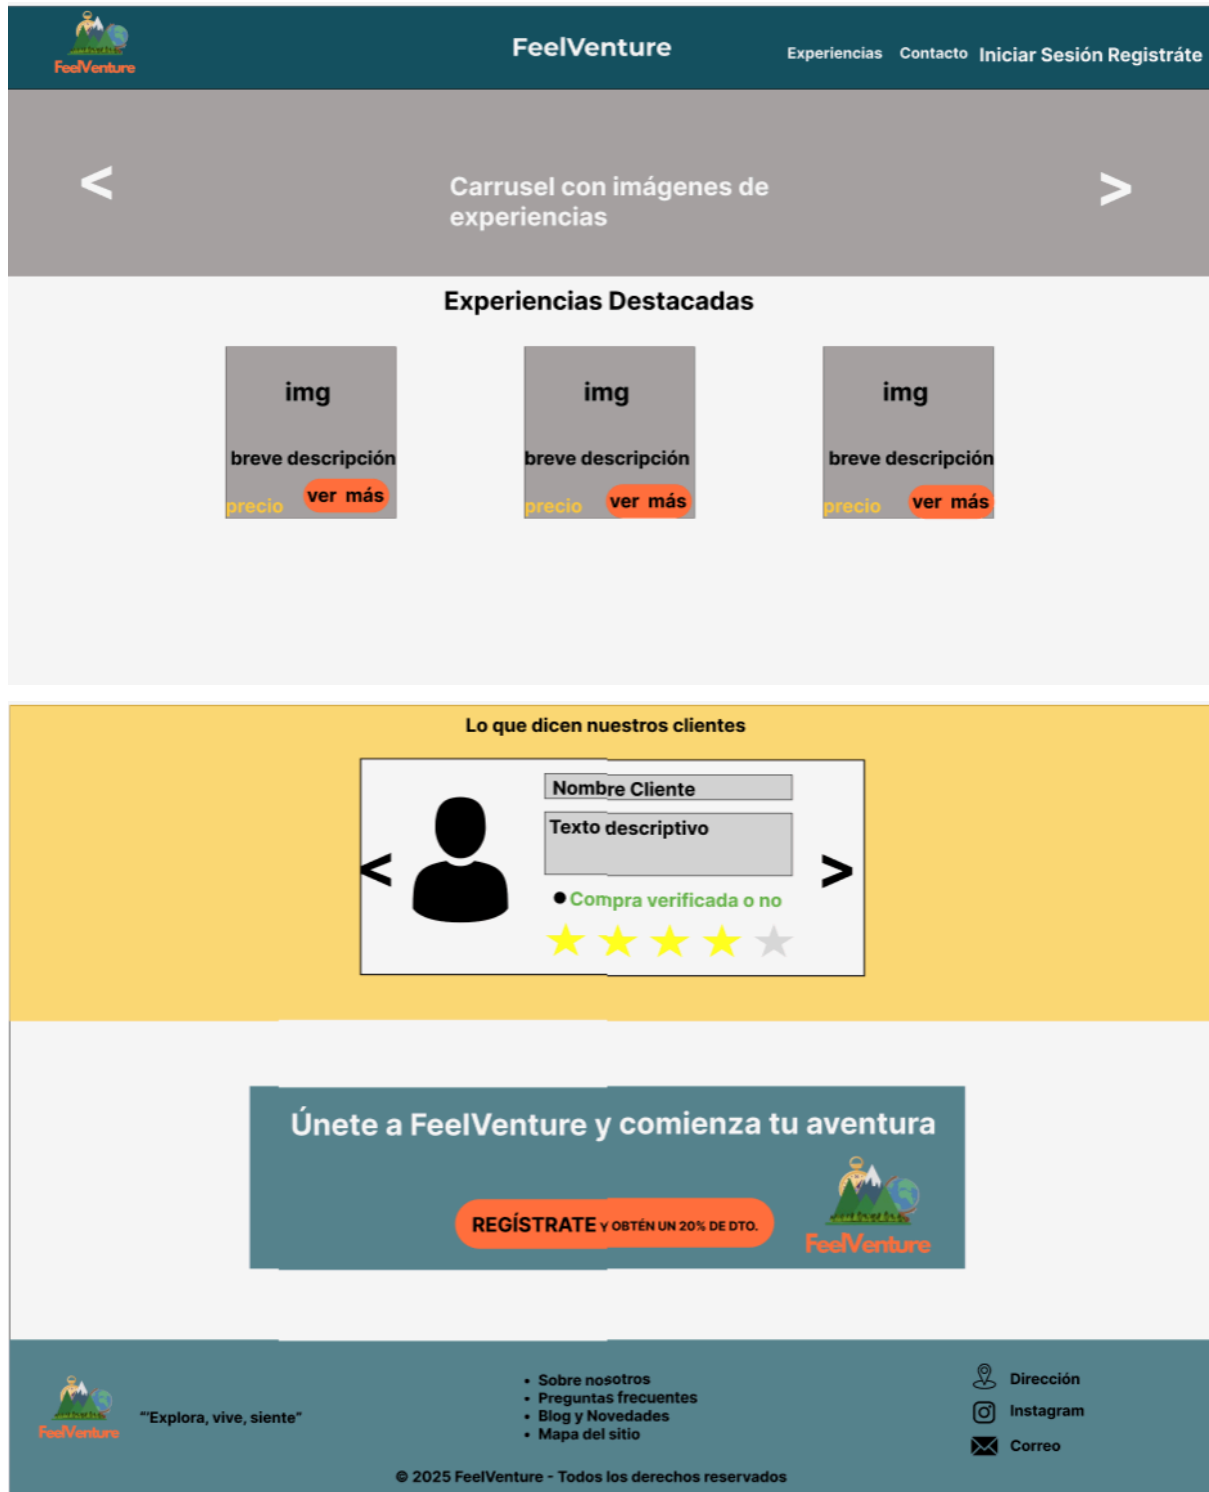 FeelVenture
FeelVenture
Experiencias Contacto Iniciar Sesión Registráte
<
Carrusel con imágenes de
experiencias
>
Experiencias Destacadas
img
breve descripción
precio
ver más
img
breve descripción
precio
ver más
img
breve descripción
precio
ver más
Lo que dicen nuestros clientes
<
Nombre Cliente
Texto descriptivo
Compra verificada o no
>
Únete a FeelVenture y comienza tu aventura
REGÍSTRATE Y OBTÉN UN 20% DE DTO.
FeelVenture
FeelVenture
"'Explora, vive, siente"
• Sobre nosotros
• Preguntas frecuentes
• Blog y Novedades
• Mapa del sitio
Dirección
Instagram
Correo
© 2025 FeelVenture - Todos los derechos reservados